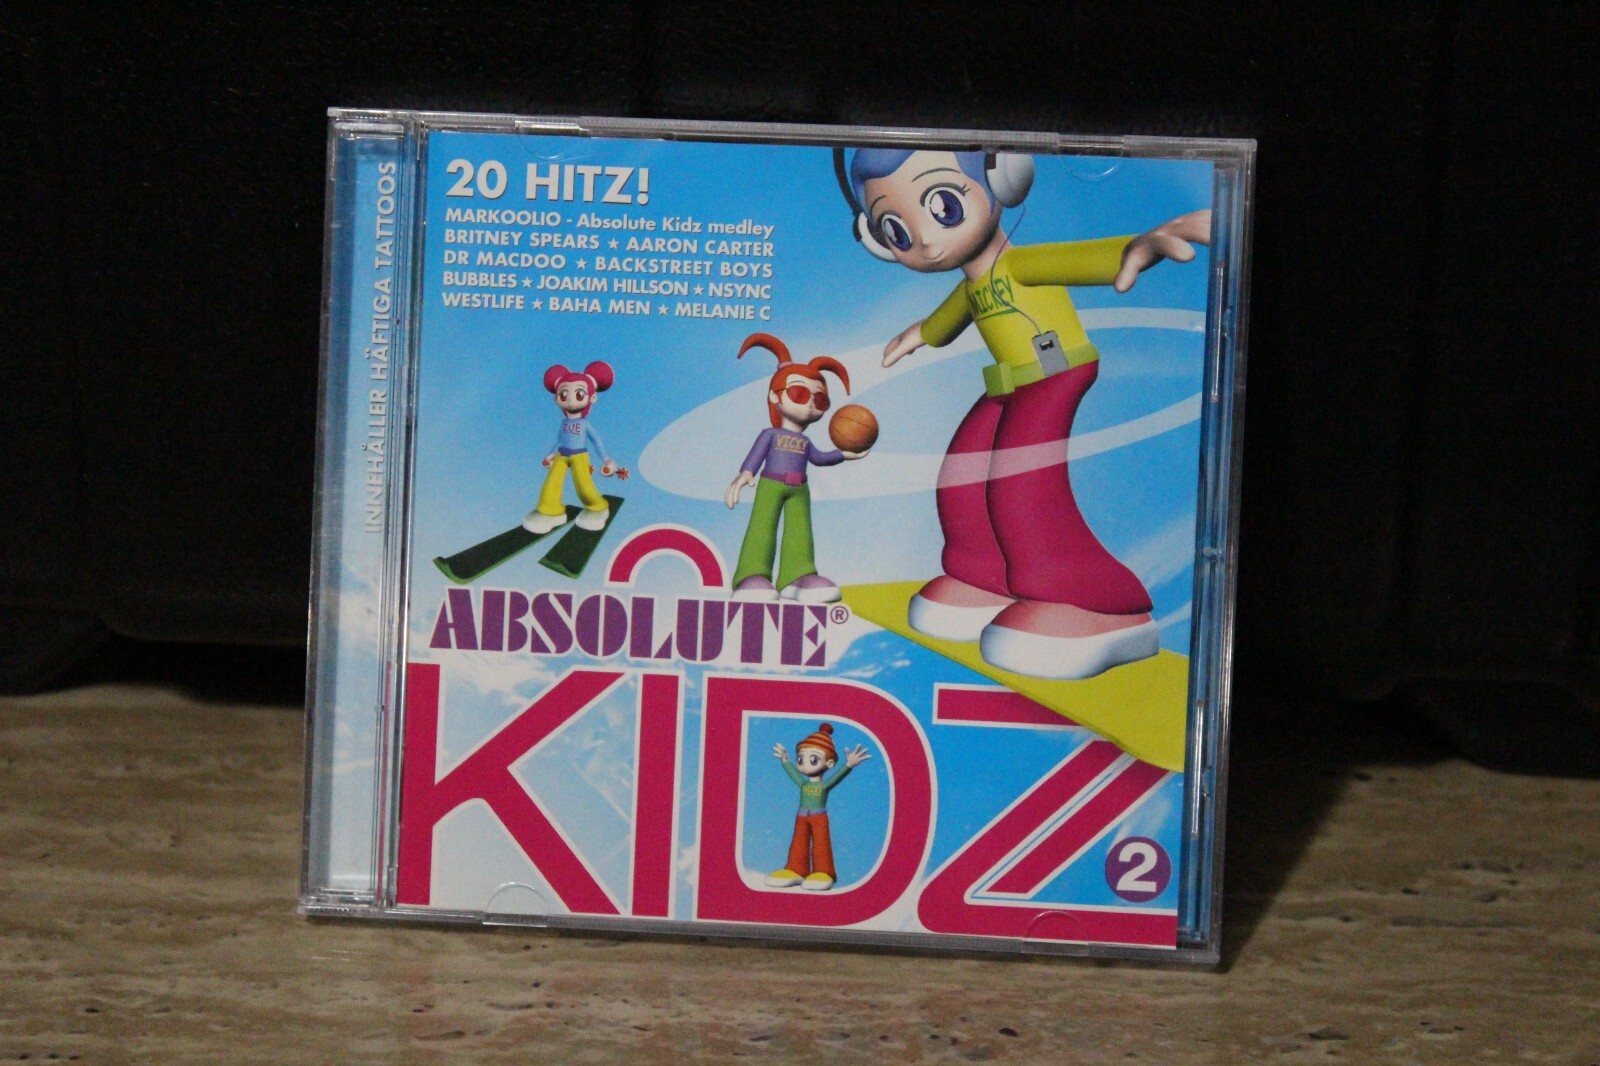 INNEHÅLLER HÄFTIGA TATTOOS
20 HITZ!
MARKOOLIO - Absolute Kidz medley
BRITNEY SPEARS ★ AARON CARTER
DR MACDOO ★ BACKSTREET BOYS
BUBBLES ★ JOAKIM HILLSON ★ NSYNC
WESTLIFE ★ BAHA MEN ★ MELANIE C
MICKEY
ZUE
VICKY
ABSOLUTE®
KIDZ
2